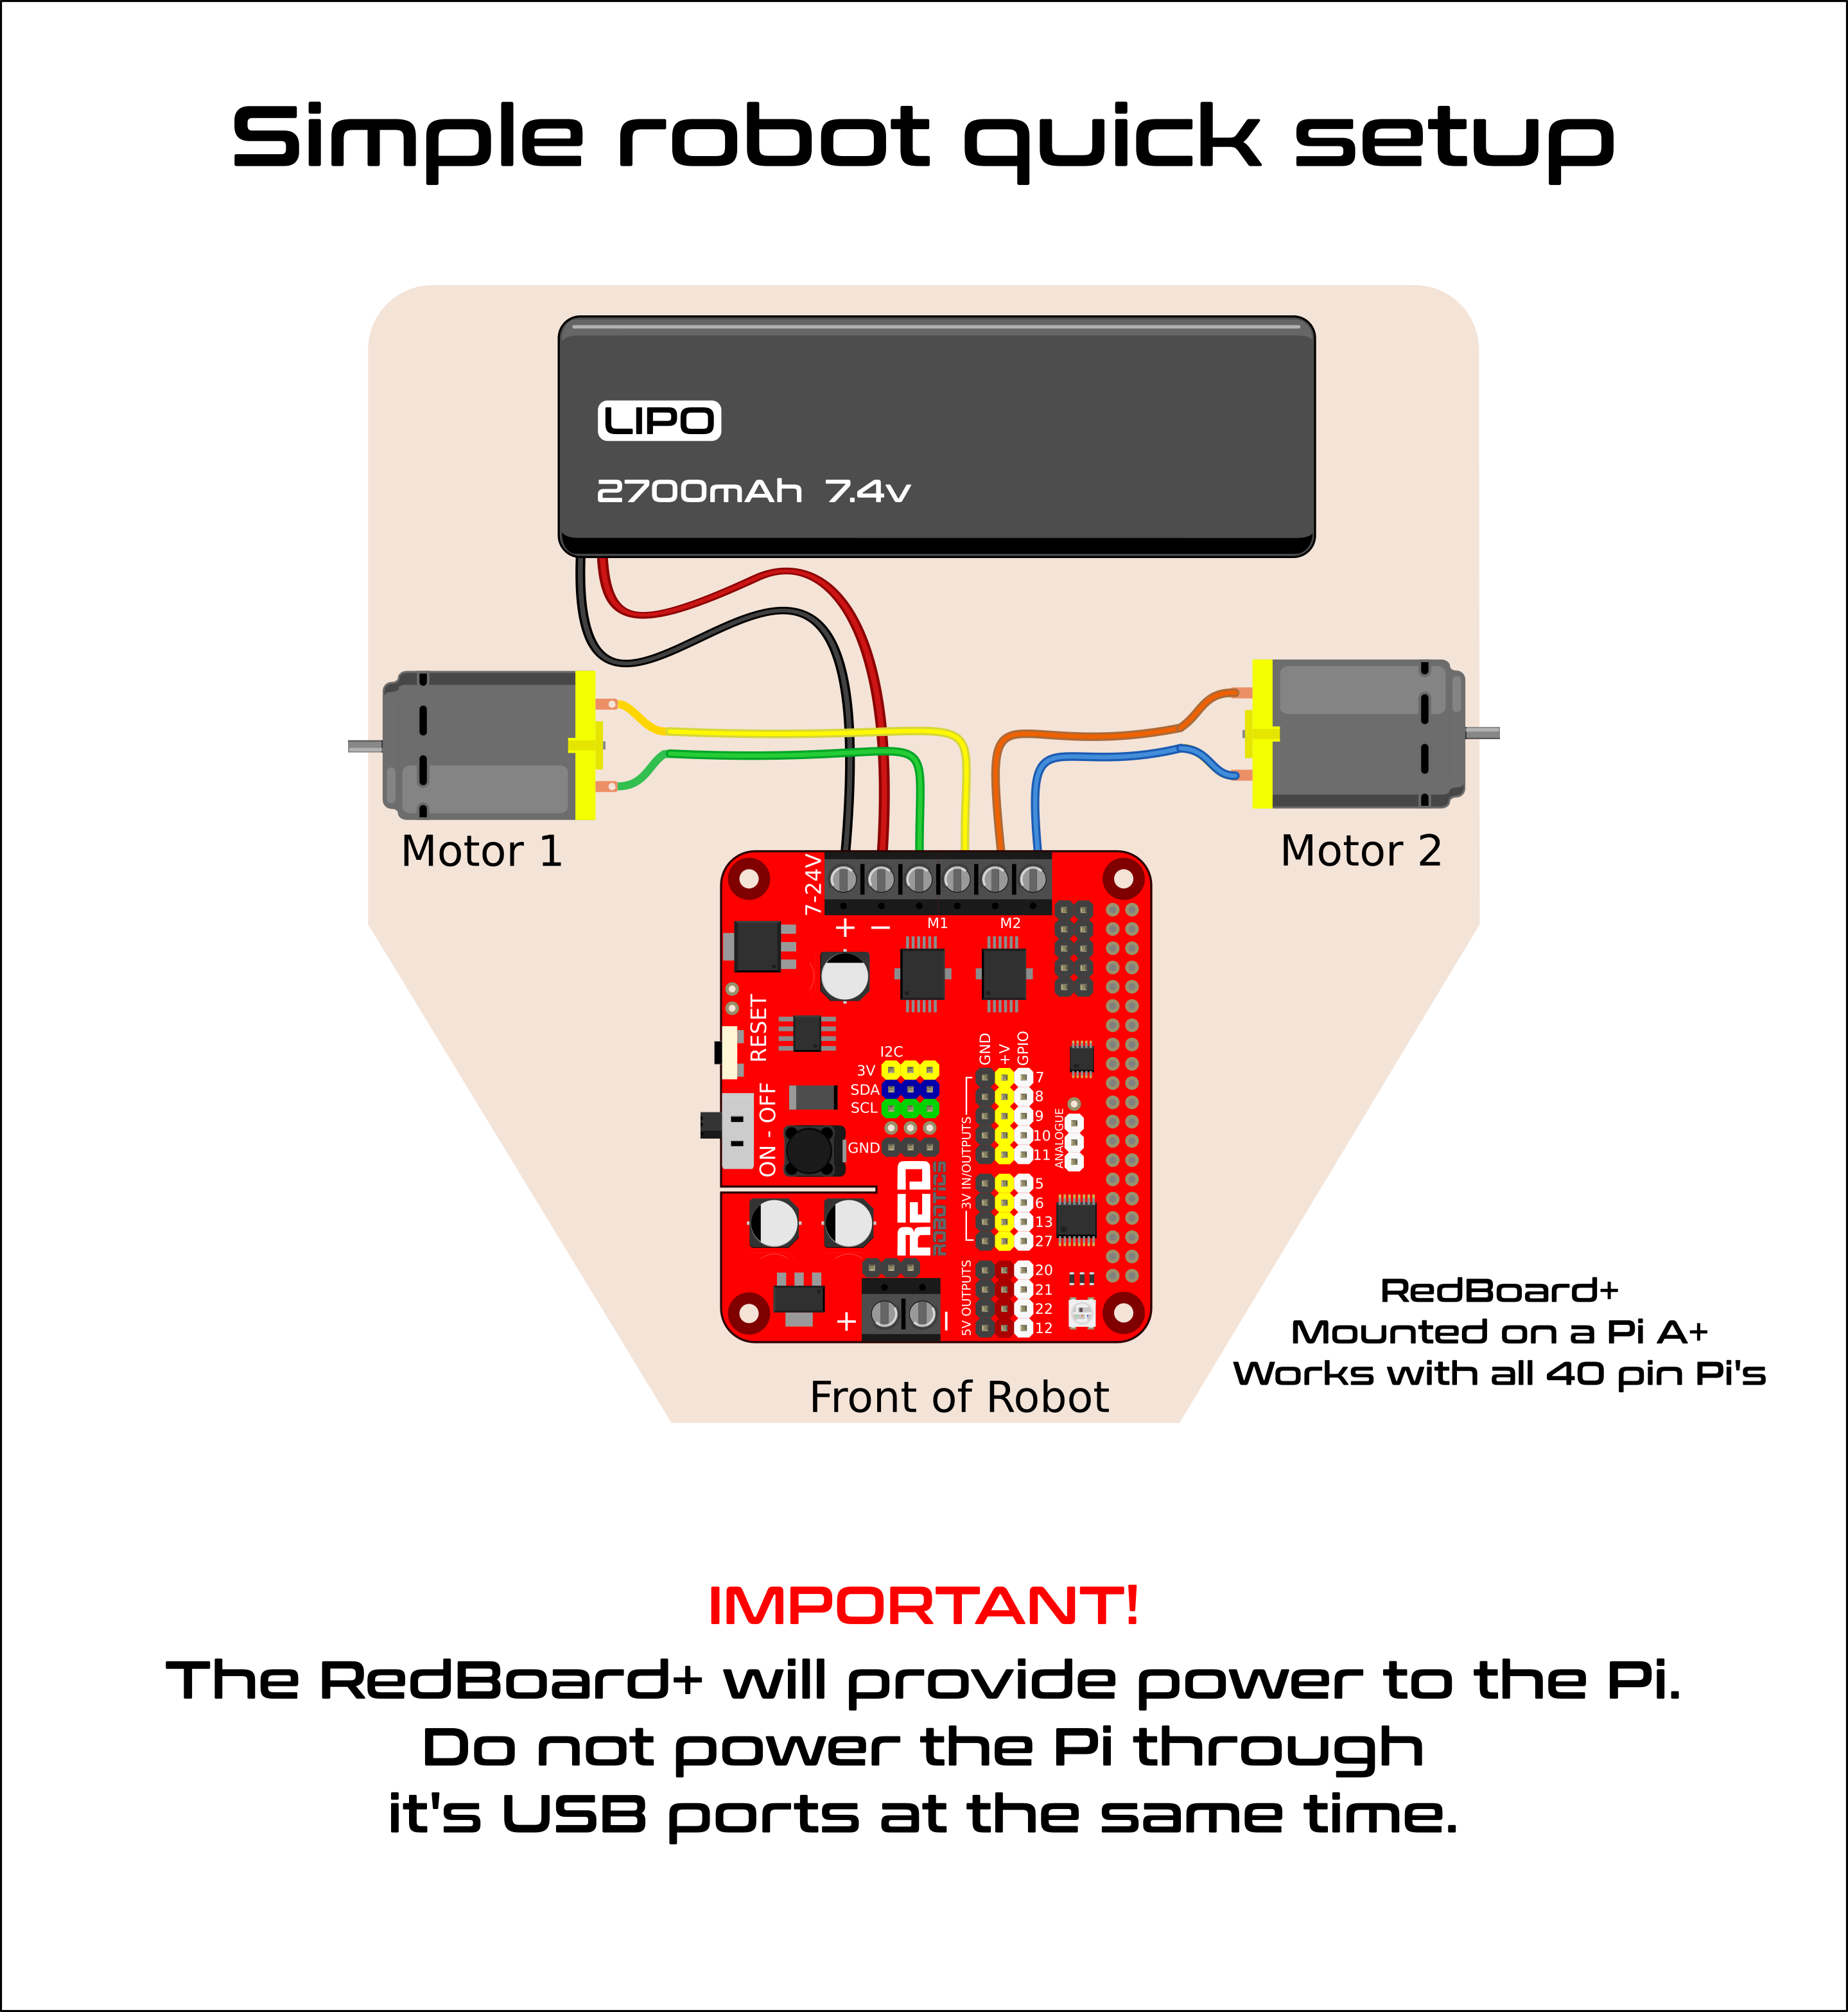 Simple robot quick setup
LIPO
2700mAh 7.4v
Motor 1
Motor 2
7-24V
+ −
M1
M2
RESET
ON - OFF
I2C
3V
SDA
SCL
GND
GND
+V
GPIO
7
8
9
10
11
5
6
13
27
20
21
22
12
3V IN/OUTPUTS
5V OUTPUTS
ANALOGUE
RED
ROBOTICS
+ −
Front of Robot
RedBoard+
Mounted on a Pi A+
Works with all 40 pin Pi's
IMPORTANT!
The RedBoard+ will provide power to the Pi.
Do not power the Pi through
it's USB ports at the same time.